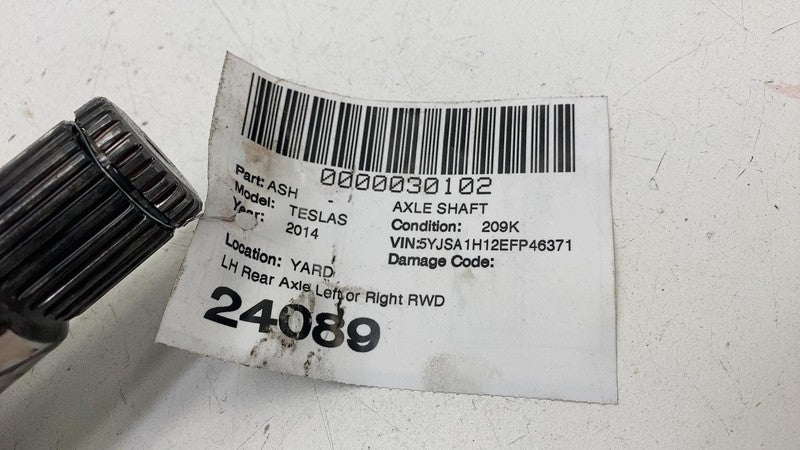 0000030102
Part: ASH AXLE SHAFT
Model: TESLAS Condition: 209K
Year: 2014 VIN:5YJSA1H12EFP46371
Location: YARD Damage Code:
LH Rear Axle Left or Right RWD
24089